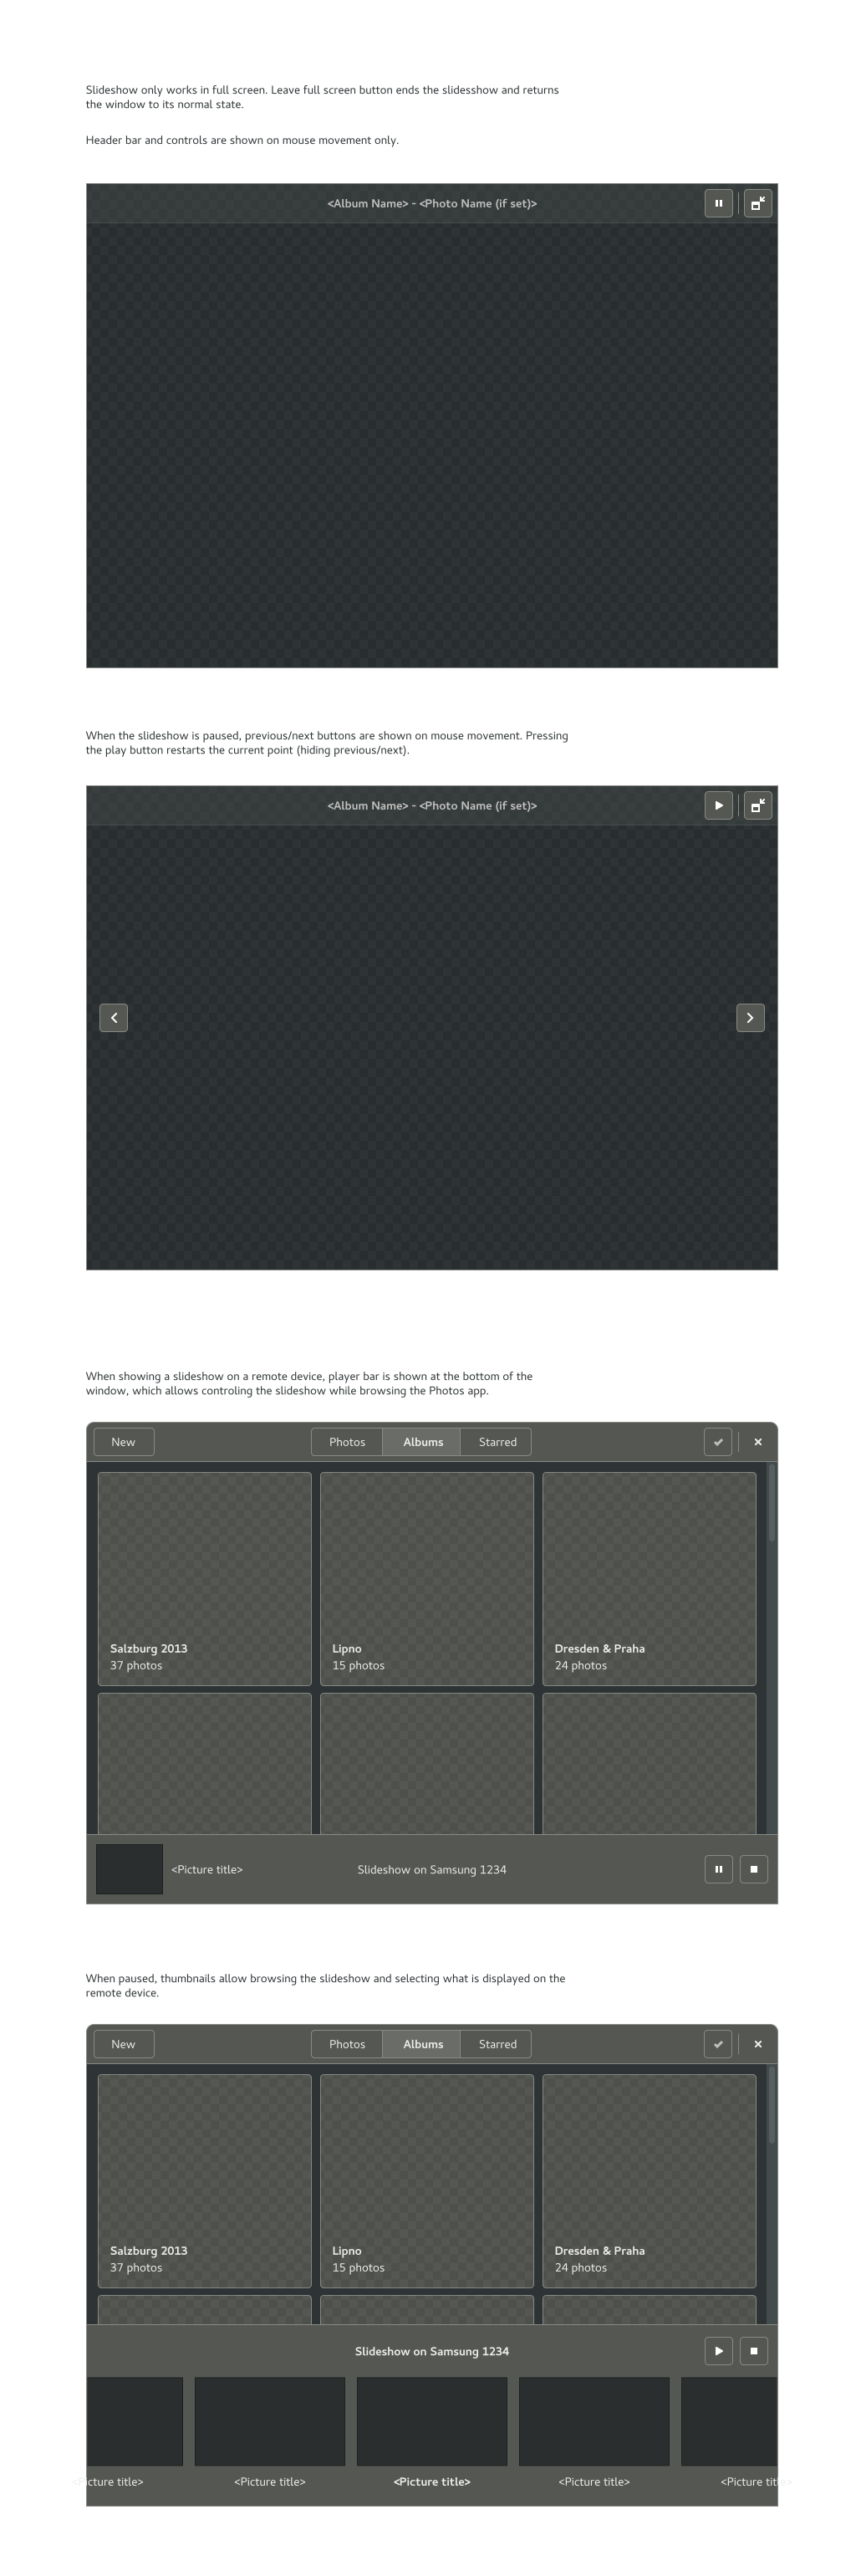 Slideshow only works in full screen. Leave full screen button ends the slidesshow and returns
the window to its normal state.
Header bar and controls are shown on mouse movement only.
<Album Name> - <Photo Name (if set)>
When the slideshow is paused, previous/next buttons are shown on mouse movement. Pressing
the play button restarts the current point (hiding previous/next).
<Album Name> - <Photo Name (if set)>
When showing a slideshow on a remote device, player bar is shown at the bottom of the
window, which allows controling the slideshow while browsing the Photos app.
New Photos Albums Starred
Salzburg 2013 Lipno Dresden & Praha
37 photos 15 photos 24 photos
<Picture title> Slideshow on Samsung 1234
When paused, thumbnails allow browsing the slideshow and selecting what is displayed on the
remote device.
New Photos Albums Starred
Salzburg 2013 Lipno Dresden & Praha
37 photos 15 photos 24 photos
Slideshow on Samsung 1234
<Picture title> <Picture title> <Picture title> <Picture title> <Picture title>